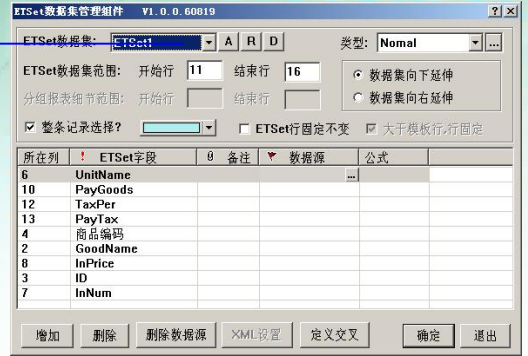 ETSet数据集管理组件 V1.0.0.60819
ETSet数据集: ETSet1 A R D 类型: Nomal ...
ETSet数据集范围: 开始行 11 结束行 16 数据集向下延伸
分组报表细节范围: 开始行 结束行 数据集向右延伸
整条记录选择? ETSet行固定不变 大于模板行,行固定
所在列 ! ETSet字段 备注 数据源 公式
6 UnitName ...
10 PayGoods
12 TaxPer
13 PayTax
4 商品编码
2 GoodName
8 InPrice
3 ID
7 InNum
增加 删除 删除数据源 XML设置 定义交叉 确定 退出